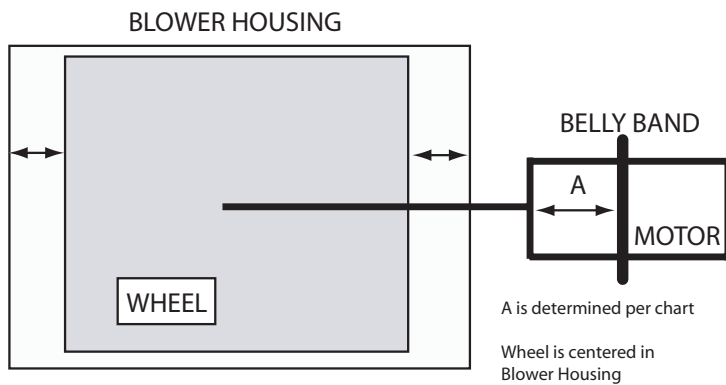 BLOWER HOUSING
BELLY BAND
A
MOTOR
WHEEL
A is determined per chart
Wheel is centered in
Blower Housing